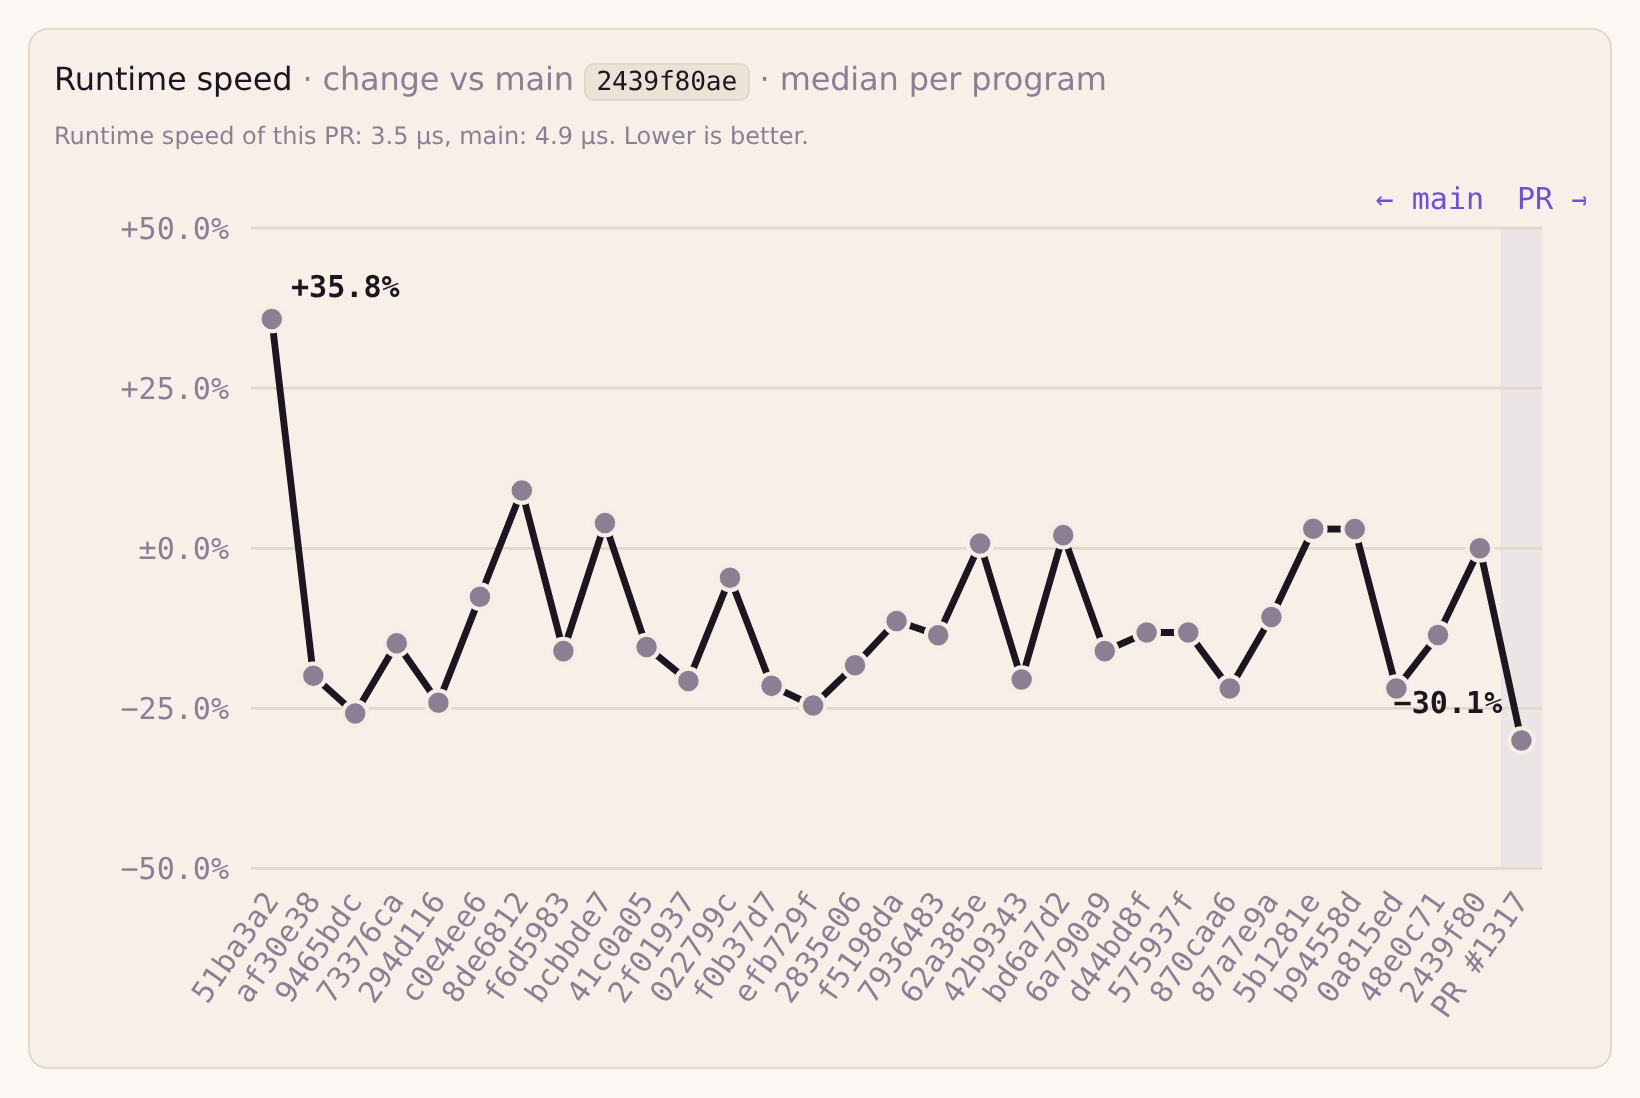 Runtime speed · change vs main 2439f80ae · median per program
Runtime speed of this PR: 3.5 µs, main: 4.9 µs. Lower is better.
← main PR →
+50.0%
+35.8%
+25.0%
±0.0%
−25.0%
−30.1%
−50.0%
51ba3a2
af30e38
9465bdc
73376ca
294d116
c0e4ee6
8de6812
f6d5983
bcbbde7
41c0a05
2f01937
022799c
f0b37d7
efb729f
2835e06
f5198da
7936483
62a385e
42b9343
bd6a7d2
6a790a9
d44bd8f
575937f
870caa6
87a7e9a
5b1281e
b94558d
0a815ed
48e0c71
2439f80
PR #1317